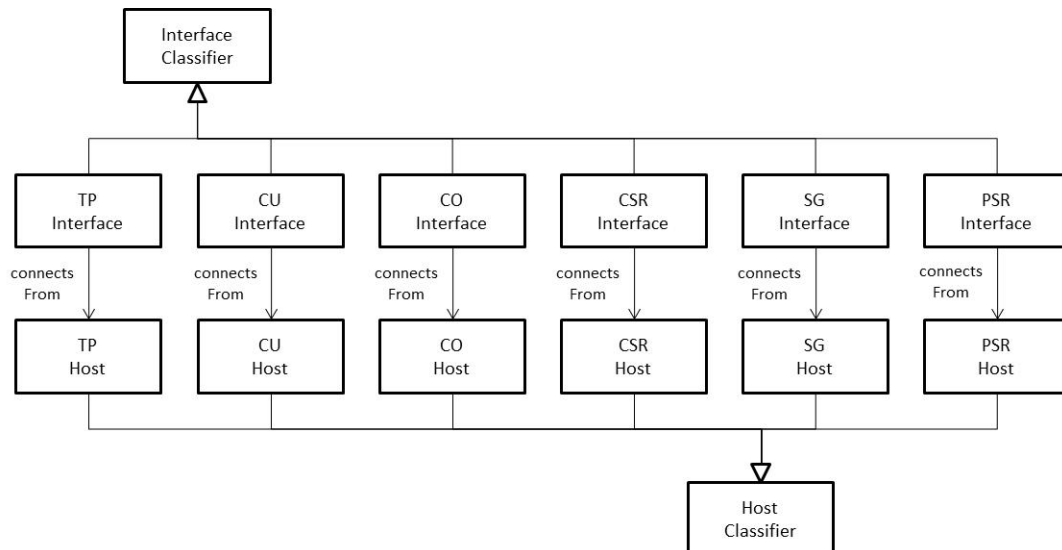 Interface
Classifier
TP
Interface
CU
Interface
CO
Interface
CSR
Interface
SG
Interface
PSR
Interface
connects
From
connects
From
connects
From
connects
From
connects
From
connects
From
TP
Host
CU
Host
CO
Host
CSR
Host
SG
Host
PSR
Host
Host
Classifier